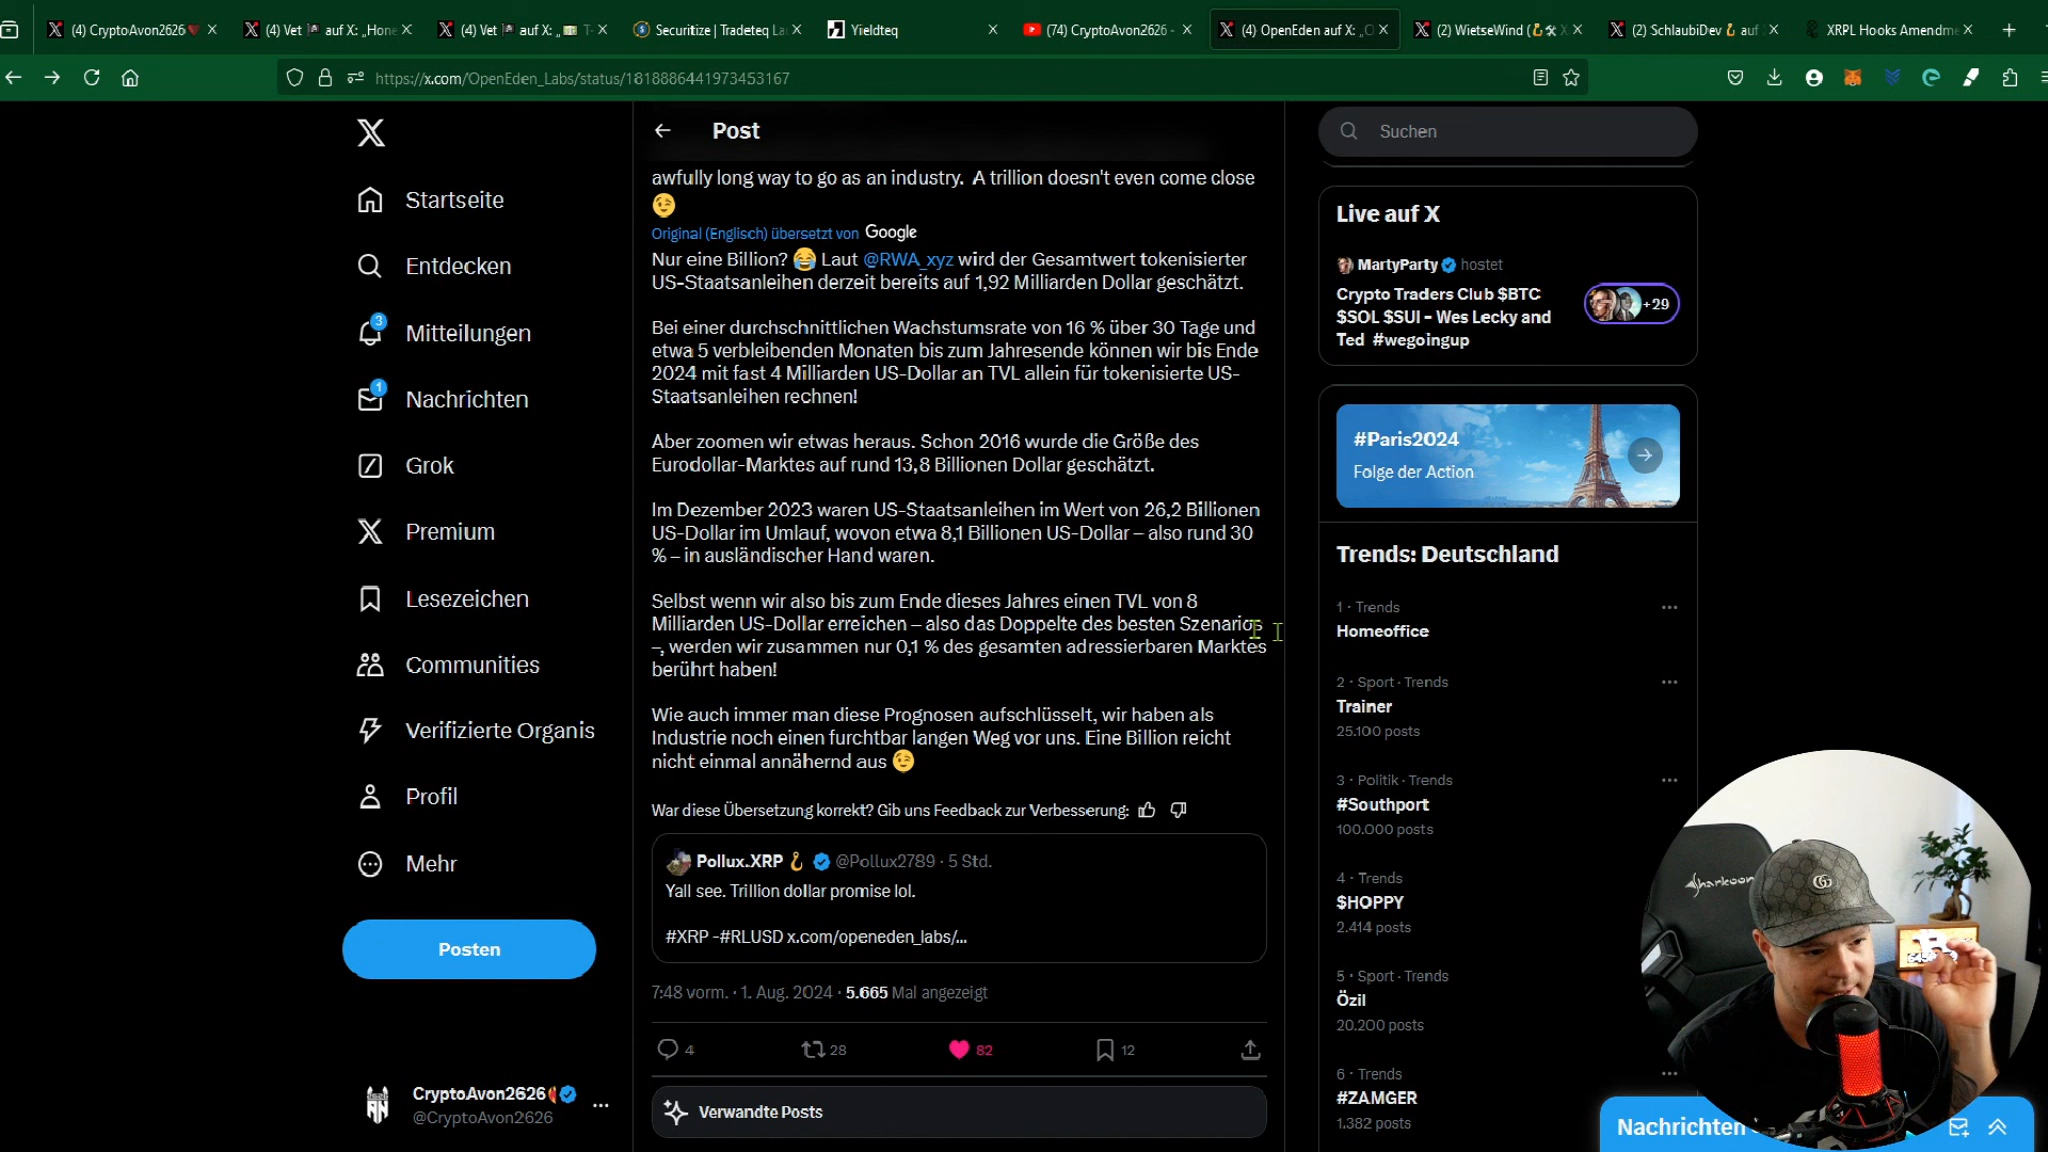 (4) CryptoAvon2626
(4) Vet auf X: „Hone
(4) Vet auf X: „
Securitize | Tradeteq La
Yieldteq
(74) CryptoAvon2626 -
(4) OpenEden auf X: „O
(2) WietseWind (
(2) SchlaubiDev
XRPL Hooks Amendme
https://x.com/OpenEden_Labs/status/1818886441973453167
Startseite
Entdecken
3
Mitteilungen
1
Nachrichten
Grok
Premium
Lesezeichen
Communities
Verifizierte Organis
Profil
Mehr
Posten
CryptoAvon2626
@CryptoAvon2626
Post
awfully long way to go as an industry. A trillion doesn't even come close
😉
Original (Englisch) übersetzt von Google
Nur eine Billion? 😂 Laut @RWA_xyz wird der Gesamtwert tokenisierter
US-Staatsanleihen derzeit bereits auf 1,92 Milliarden Dollar geschätzt.
Bei einer durchschnittlichen Wachstumsrate von 16 % über 30 Tage und
etwa 5 verbleibenden Monaten bis zum Jahresende können wir bis Ende
2024 mit fast 4 Milliarden US-Dollar an TVL allein für tokenisierte US-
Staatsanleihen rechnen!
Aber zoomen wir etwas heraus. Schon 2016 wurde die Größe des
Eurodollar-Marktes auf rund 13,8 Billionen Dollar geschätzt.
Im Dezember 2023 waren US-Staatsanleihen im Wert von 26,2 Billionen
US-Dollar im Umlauf, wovon etwa 8,1 Billionen US-Dollar – also rund 30
% – in ausländischer Hand waren.
Selbst wenn wir also bis zum Ende dieses Jahres einen TVL von 8
Milliarden US-Dollar erreichen – also das Doppelte des besten Szenarios
–, werden wir zusammen nur 0,1 % des gesamten adressierbaren Marktes
berührt haben!
Wie auch immer man diese Prognosen aufschlüsselt, wir haben als
Industrie noch einen furchtbar langen Weg vor uns. Eine Billion reicht
nicht einmal annähernd aus 😉
War diese Übersetzung korrekt? Gib uns Feedback zur Verbesserung:
Pollux.XRP @Pollux2789 · 5 Std.
Yall see. Trillion dollar promise lol.
#XRP -#RLUSD x.com/openeden_labs/...
7:48 vorm. · 1. Aug. 2024 · 5.665 Mal angezeigt
4
28
82
12
Verwandte Posts
Suchen
Live auf X
MartyParty hostet
Crypto Traders Club $BTC
$SOL $SUI - Wes Lecky and
Ted #wegoingup
+29
#Paris2024
Folge der Action
Trends: Deutschland
1 · Trends
Homeoffice
2 · Sport · Trends
Trainer
25.100 posts
3 · Politik · Trends
#Southport
100.000 posts
4 · Trends
$HOPPY
2.414 posts
5 · Sport · Trends
Özil
20.200 posts
6 · Trends
#ZAMGER
1.382 posts
Nachrichten
Sharkoon